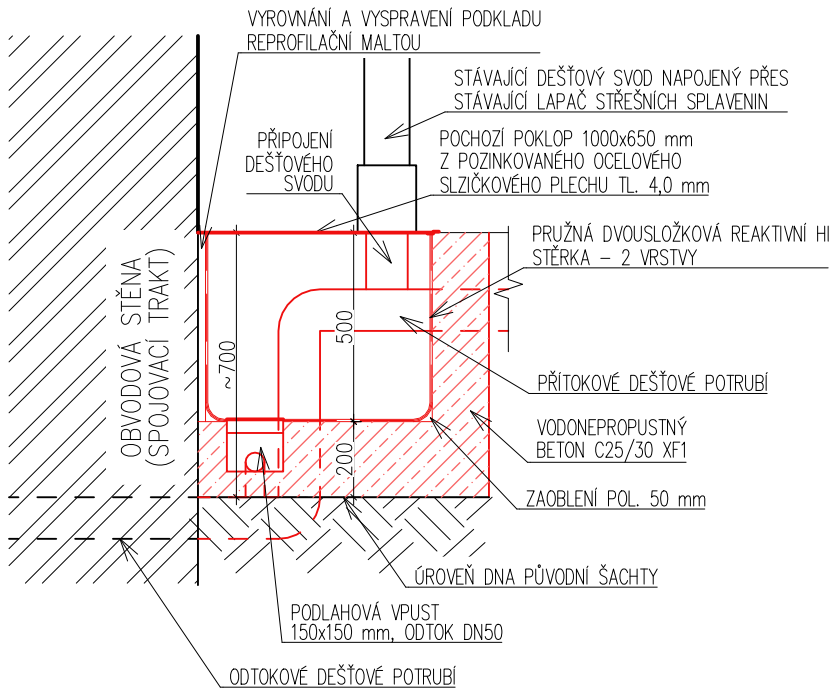 VYROVNÁNÍ A VYSPRAVENÍ PODKLADU
REPROFILAČNÍ MALTOU
STÁVAJÍCÍ DEŠŤOVÝ SVOD NAPOJENÝ PŘES
STÁVAJÍCÍ LAPAČ STŘEŠNÍCH SPLAVENIN
PŘIPOJENÍ
DEŠŤOVÉHO
SVODU
POCHOZÍ POKLOP 1000x650 mm
Z POZINKOVANÉHO OCELOVÉHO
SLZIČKOVÉHO PLECHU TL. 4,0 mm
PRUŽNÁ DVOUSLOŽKOVÁ REAKTIVNÍ HI
STĚRKA – 2 VRSTVY
OBVODOVÁ STĚNA
(SPOJOVACÍ TRAKT)
~700
500
200
PŘÍTOKOVÉ DEŠŤOVÉ POTRUBÍ
VODONEPROPUSTNÝ
BETON C25/30 XF1
ZAOBLENÍ POL. 50 mm
ÚROVEŇ DNA PŮVODNÍ ŠACHTY
PODLAHOVÁ VPUST
150x150 mm, ODTOK DN50
ODTOKOVÉ DEŠŤOVÉ POTRUBÍ